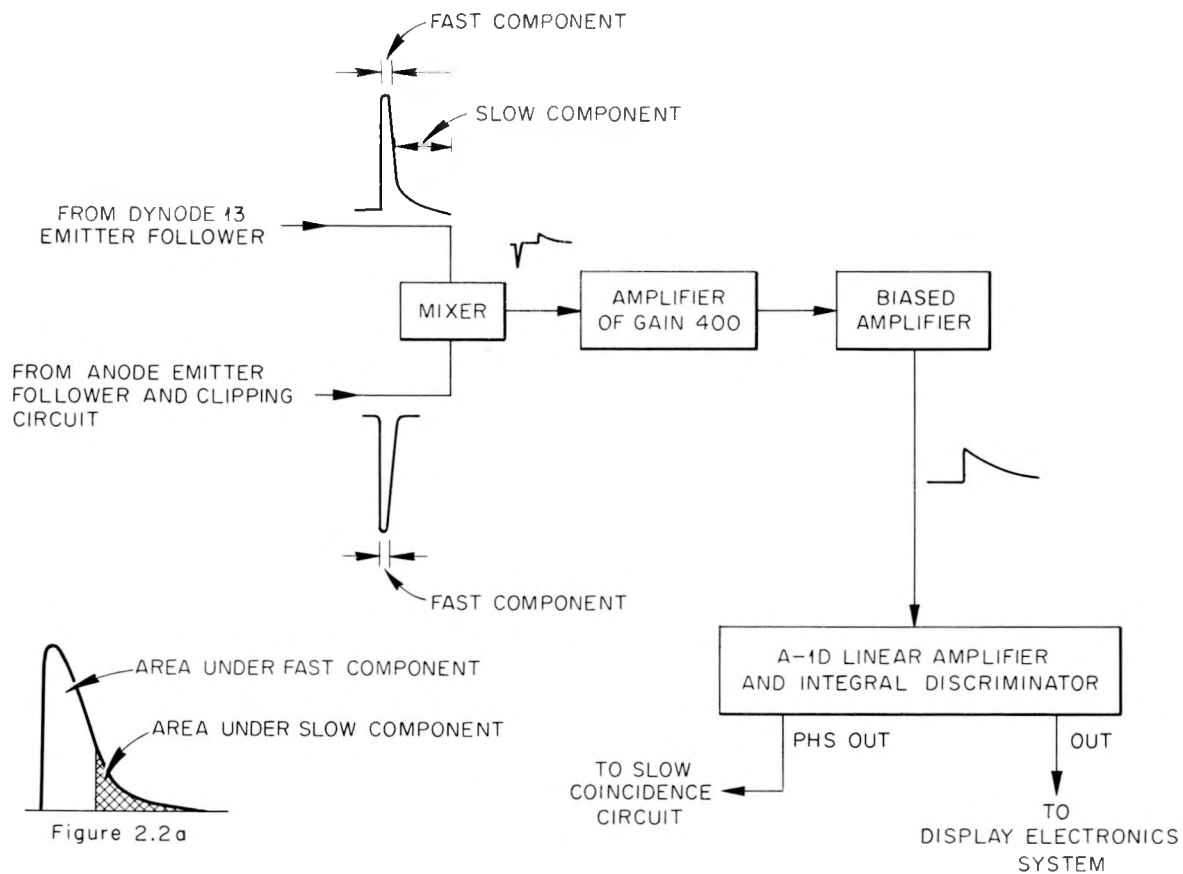 FAST COMPONENT
SLOW COMPONENT
FROM DYNODE 13
EMITTER FOLLOWER
MIXER
AMPLIFIER
OF GAIN 400
BIASED
AMPLIFIER
FROM ANODE EMITTER
FOLLOWER AND CLIPPING
CIRCUIT
FAST COMPONENT
AREA UNDER FAST COMPONENT
AREA UNDER SLOW COMPONENT
Figure 2.2a
A-1D LINEAR AMPLIFIER
AND INTEGRAL DISCRIMINATOR
PHS OUT
OUT
TO SLOW
COINCIDENCE
CIRCUIT
TO
DISPLAY ELECTRONICS
SYSTEM